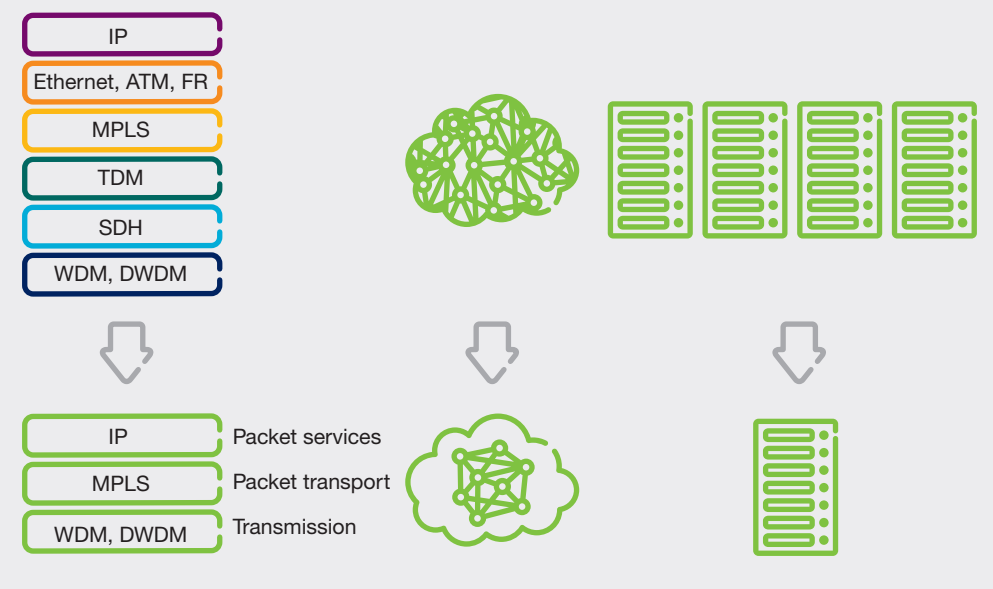 IP
Ethernet, ATM, FR
MPLS
TDM
SDH
WDM, DWDM
IP
Packet services
MPLS
Packet transport
WDM, DWDM
Transmission